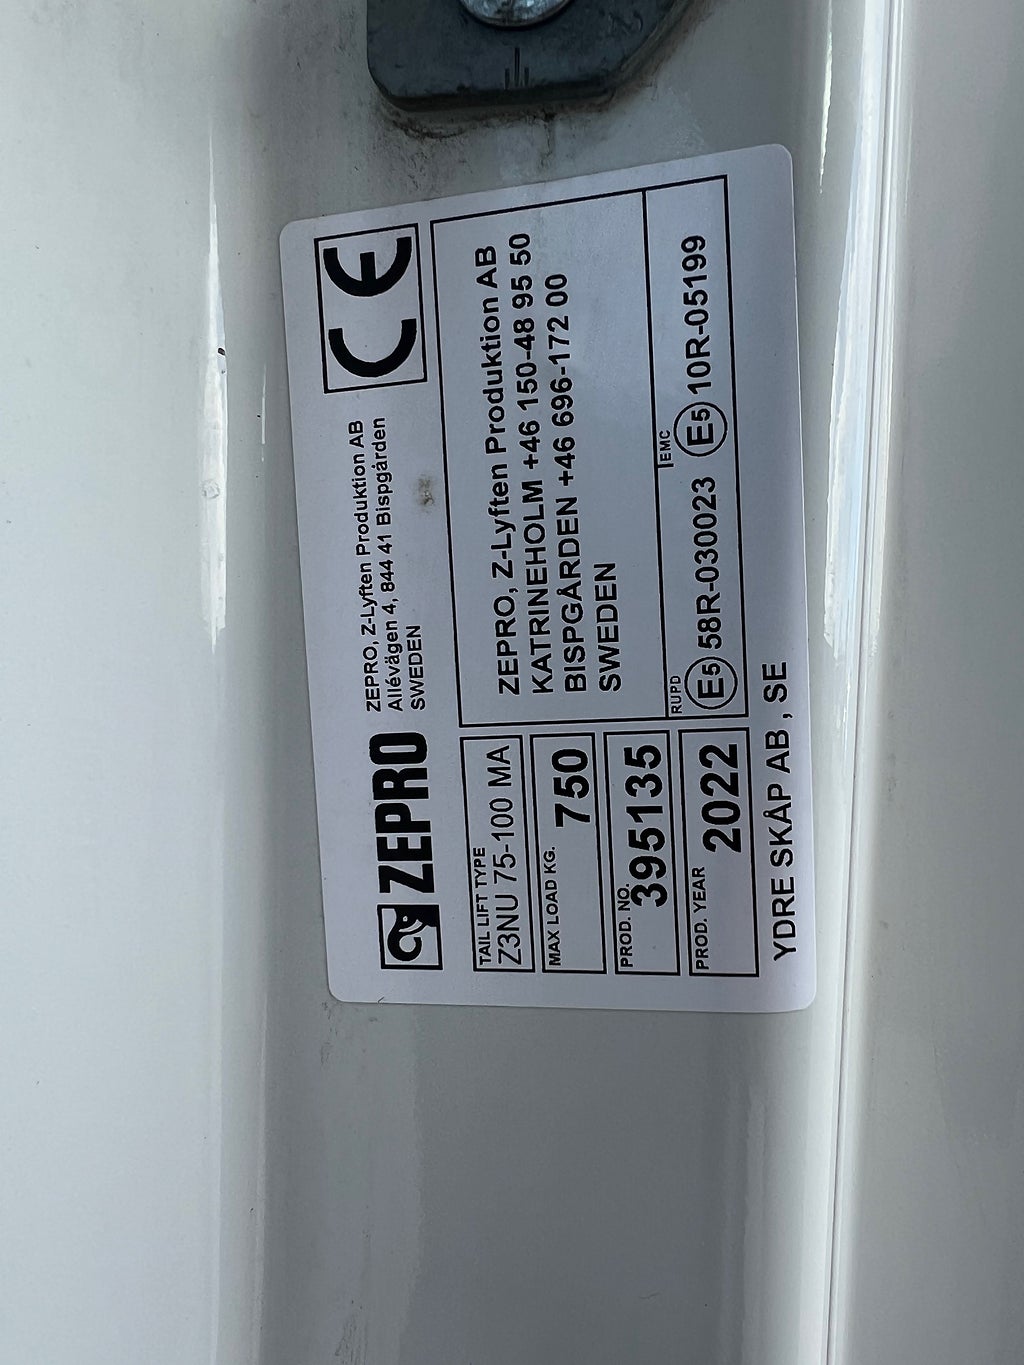 ZEPRO
ZEPRO, Z-Lyften Produktion AB
Allévägen 4, 844 41 Bispgården
SWEDEN
CE
TAIL LIFT TYPE
Z3NU 75-100 MA
MAX LOAD KG.
750
PROD. NO.
395135
PROD. YEAR
2022
ZEPRO, Z-Lyften Produktion AB
KATRINEHOLM +46 150-48 95 50
BISPGÅRDEN +46 696-172 00
SWEDEN
RUPD
E5 58R-030023
EMC
E5 10R-05199
YDRE SKÅP AB , SE